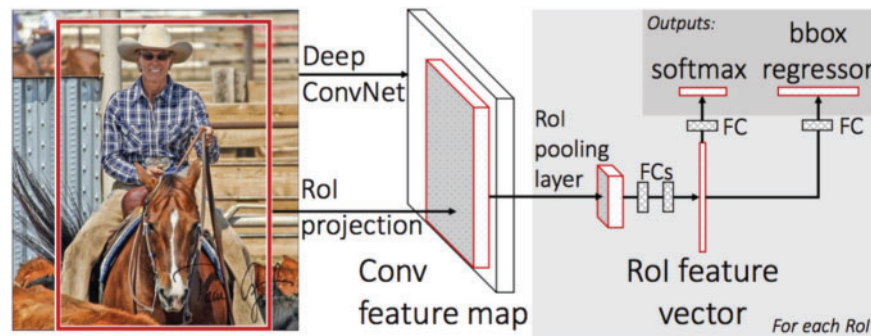 Deep
ConvNet
RoI
projection
Conv
feature map
RoI
pooling
layer
FCs
RoI feature
vector
Outputs:
softmax
bbox
regressor
FC
FC
For each RoI